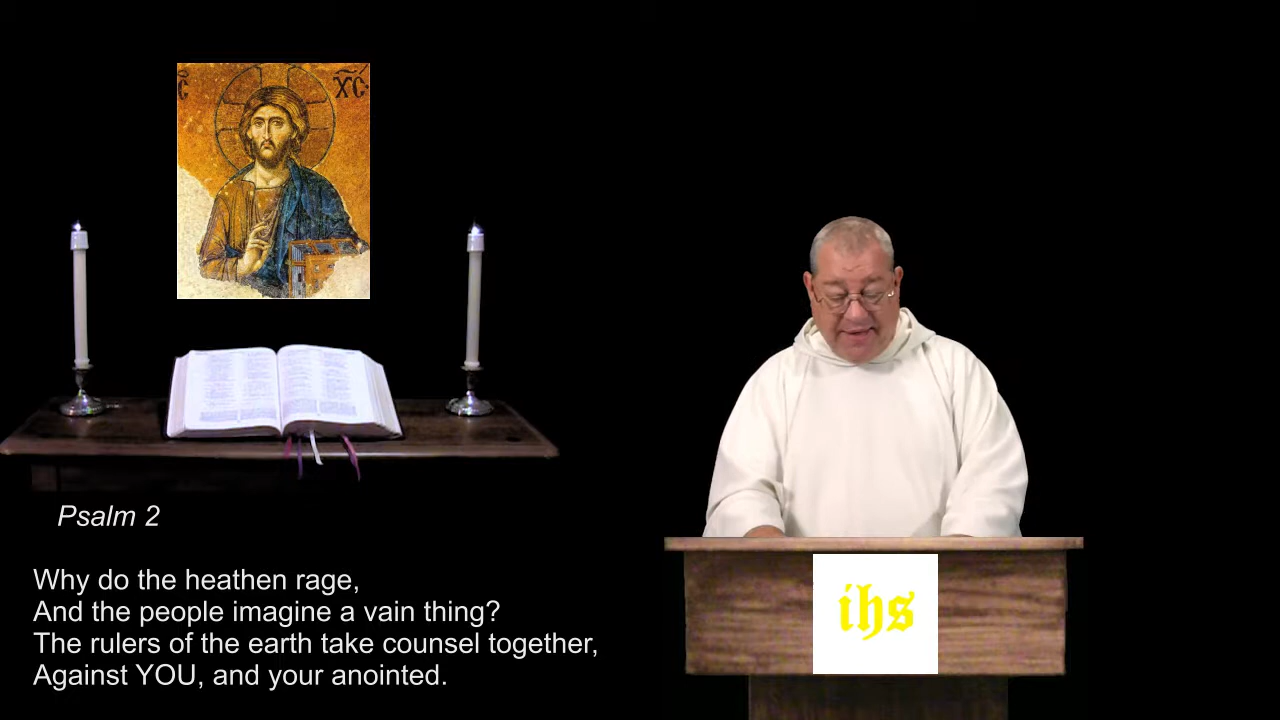 XC
Psalm 2
Why do the heathen rage,
And the people imagine a vain thing?
The rulers of the earth take counsel together,
Against YOU, and your anointed.
ihs